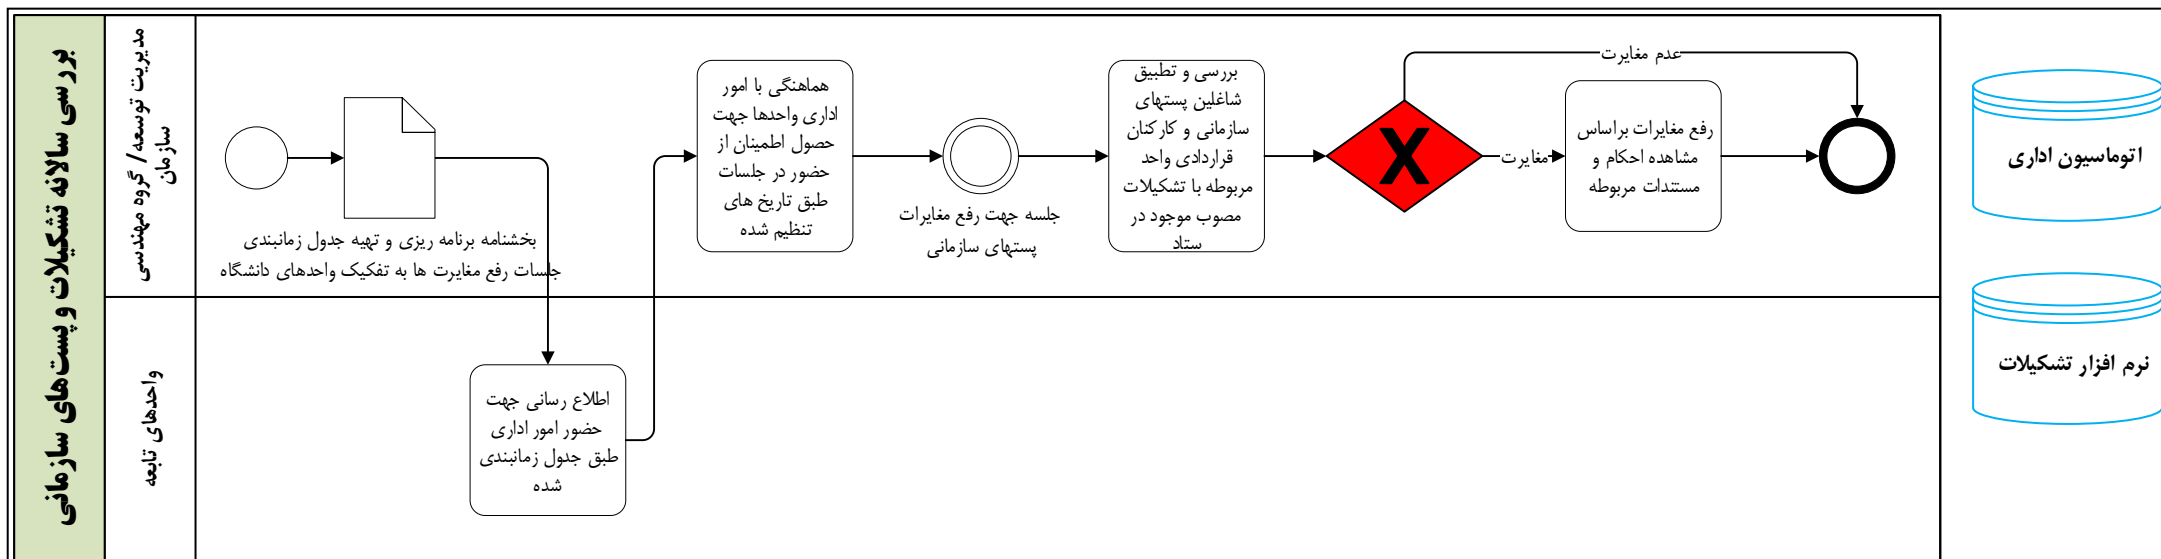 بررسی سالانه تشکیلات و پست‌های سازمانی
مدیریت توسعه/ گروه مهندسی
سازمان
واحدهای تابعه
بخشنامه برنامه ریزی و تهیه جدول زمانبندی
جلسات رفع مغایرت ها به تفکیک واحدهای دانشگاه
اطلاع رسانی جهت
حضور امور اداری
طبق جدول زمانبندی
شده
هماهنگی با امور
اداری واحدها جهت
حصول اطمینان از
حضور در جلسات
طبق تاریخ های
تنظیم شده
جلسه جهت رفع مغایرات
پستهای سازمانی
بررسی و تطبیق
شاغلین پستهای
سازمانی و کارکنان
قراردادی واحد
مربوطه با تشکیلات
مصوب موجود در
ستاد
X
عدم مغایرت
مغایرت
رفع مغایرات براساس
مشاهده احکام و
مستندات مربوطه
اتوماسیون اداری
نرم افزار تشکیلات